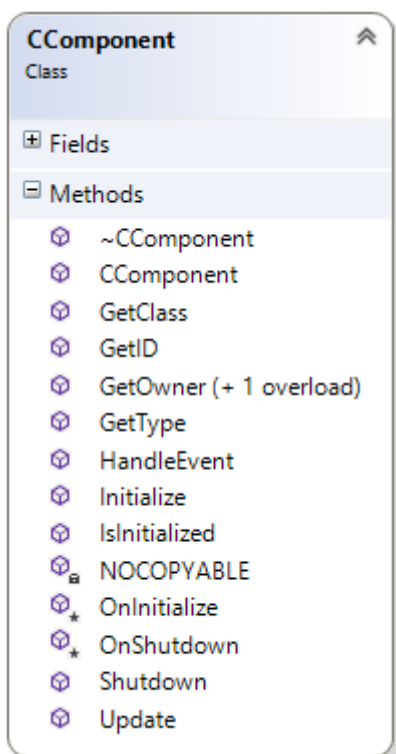 CComponent
Class
Fields
Methods
~CComponent
CComponent
GetClass
GetID
GetOwner (+ 1 overload)
GetType
HandleEvent
Initialize
IsInitialized
NOCOPYABLE
OnInitialize
OnShutdown
Shutdown
Update